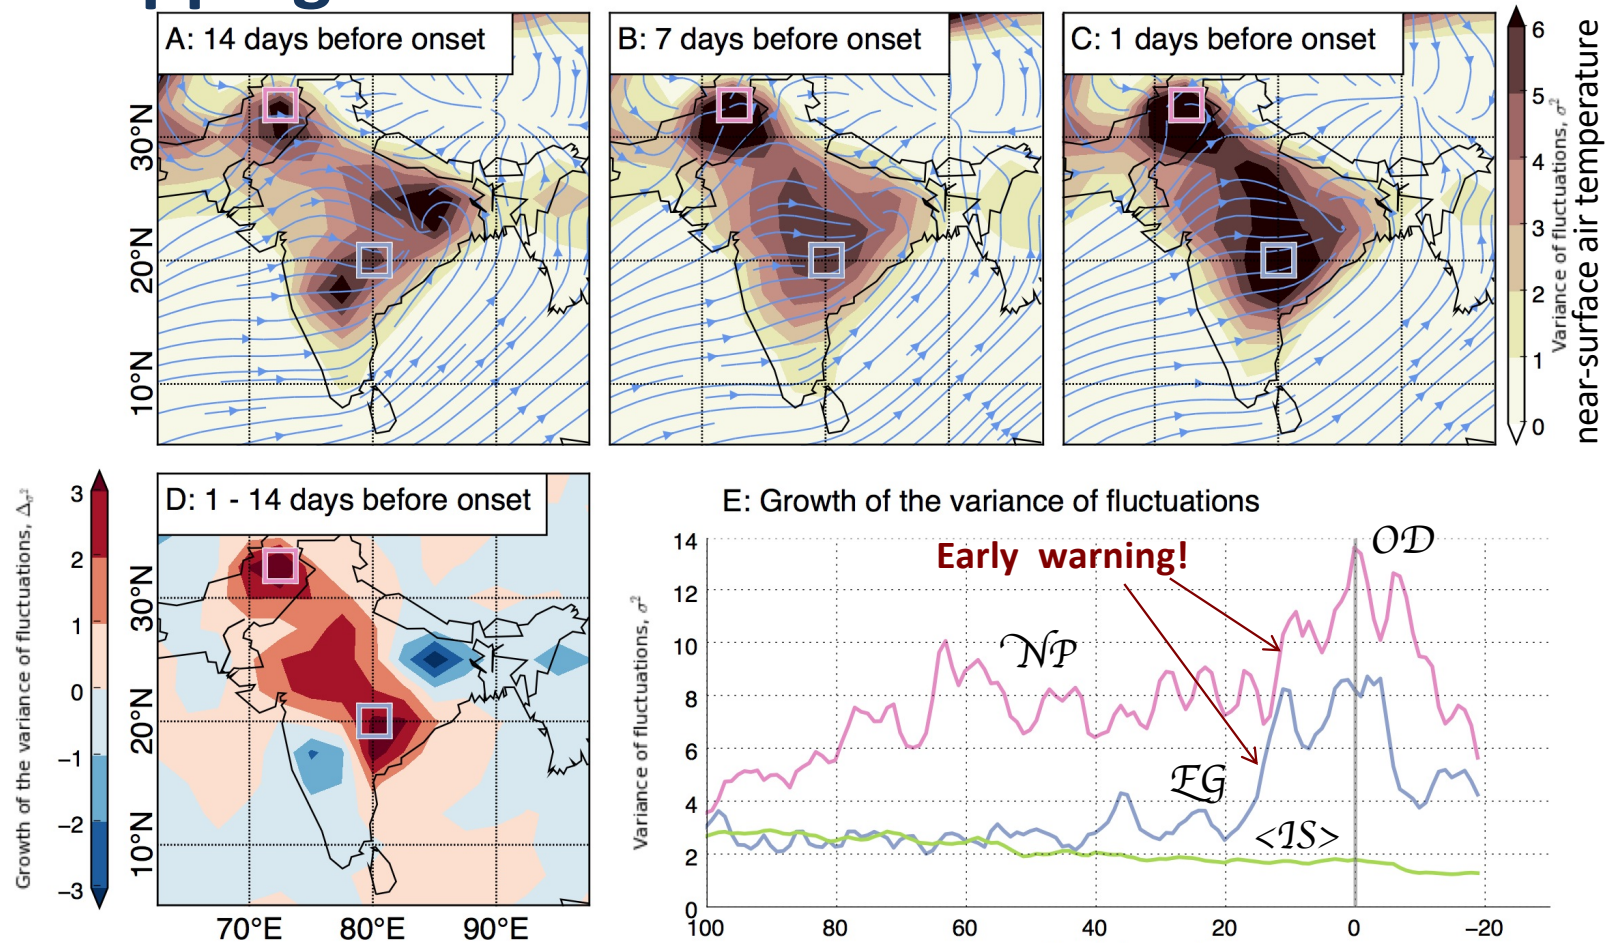 A: 14 days before onset
B: 7 days before onset
C: 1 days before onset
30°N
20°N
10°N
6
5
4
3
2
1
0
Variance of fluctuations, σ²
near-surface air temperature
D: 1 - 14 days before onset
Growth of the variance of fluctuations, Δσ²
3
2
1
0
−1
−2
−3
30°N
20°N
10°N
70°E 80°E 90°E
E: Growth of the variance of fluctuations
Variance of fluctuations, σ²
14
12
10
8
6
4
2
0
100 80 60 40 20 0 −20
Early warning!
OD
NP
EG
<IS>